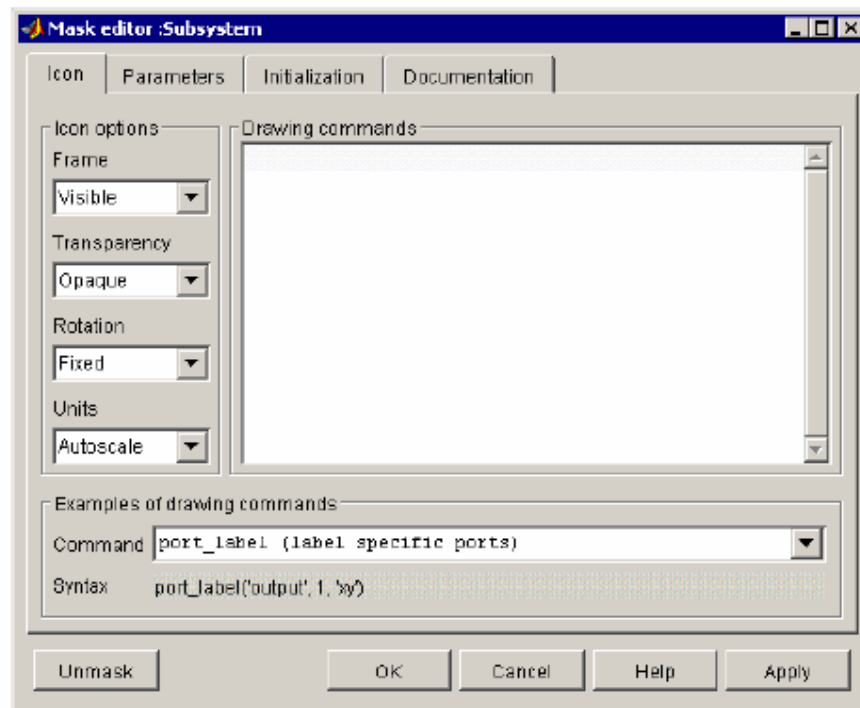 Mask editor :Subsystem
Icon Parameters Initialization Documentation
Icon options
Drawing commands
Frame
Visible
Transparency
Opaque
Rotation
Fixed
Units
Autoscale
Examples of drawing commands
Command port_label (label specific ports)
Syntax port_label('output', 1, 'xy')
Unmask OK Cancel Help Apply